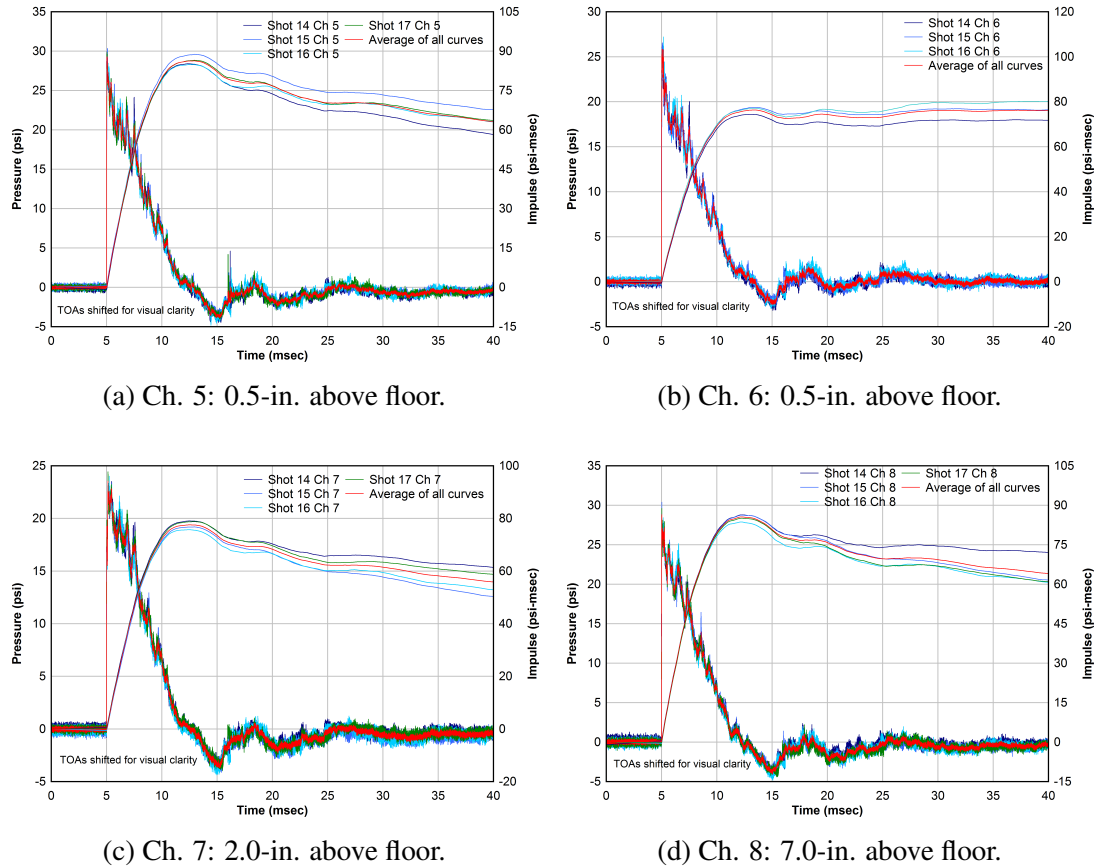 35
30
25
20
15
10
5
0
-5
105
90
75
60
45
30
15
0
-15
Pressure (psi)
Impulse (psi-msec)
Shot 14 Ch 5 Shot 17 Ch 5
Shot 15 Ch 5 Average of all curves
Shot 16 Ch 5
TOAs shifted for visual clarity
0 5 10 15 20 25 30 35 40
Time (msec)
(a) Ch. 5: 0.5-in. above floor.
30
25
20
15
10
5
0
-5
120
100
80
60
40
20
0
-20
Pressure (psi)
Impulse (psi-msec)
Shot 14 Ch 6
Shot 15 Ch 6
Shot 16 Ch 6
Average of all curves
TOAs shifted for visual clarity
0 5 10 15 20 25 30 35 40
Time (msec)
(b) Ch. 6: 0.5-in. above floor.
25
20
15
10
5
0
-5
100
80
60
40
20
0
-20
Pressure (psi)
Impulse (psi-msec)
Shot 14 Ch 7 Shot 17 Ch 7
Shot 15 Ch 7 Average of all curves
Shot 16 Ch 7
TOAs shifted for visual clarity
0 5 10 15 20 25 30 35 40
Time (msec)
(c) Ch. 7: 2.0-in. above floor.
35
30
25
20
15
10
5
0
-5
105
90
75
60
45
30
15
0
-15
Pressure (psi)
Impulse (psi-msec)
Shot 14 Ch 8 Shot 17 Ch 8
Shot 15 Ch 8 Average of all curves
Shot 16 Ch 8
TOAs shifted for visual clarity
0 5 10 15 20 25 30 35 40
Time (msec)
(d) Ch. 8: 7.0-in. above floor.